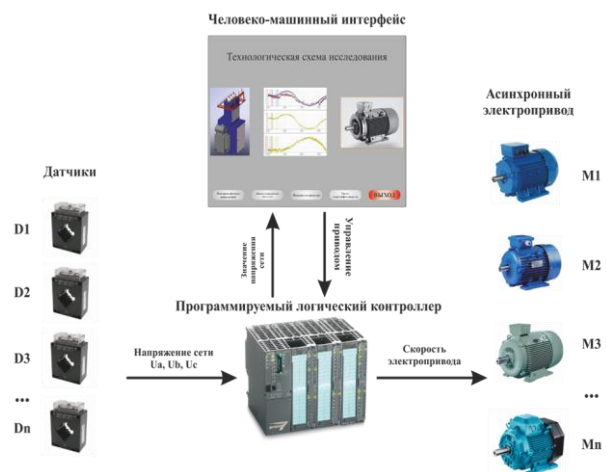 Человеко-машинный интерфейс
Технологическая схема исследования
ВЫХОД
Асинхронный
электропривод
Датчики
D1
D2
D3
...
Dn
M1
M2
M3
...
Mn
Значение
напряжения
сети
Управление
приводом
Программируемый логический контроллер
Напряжение сети
Ua, Ub, Uc
Скорость
электропривода